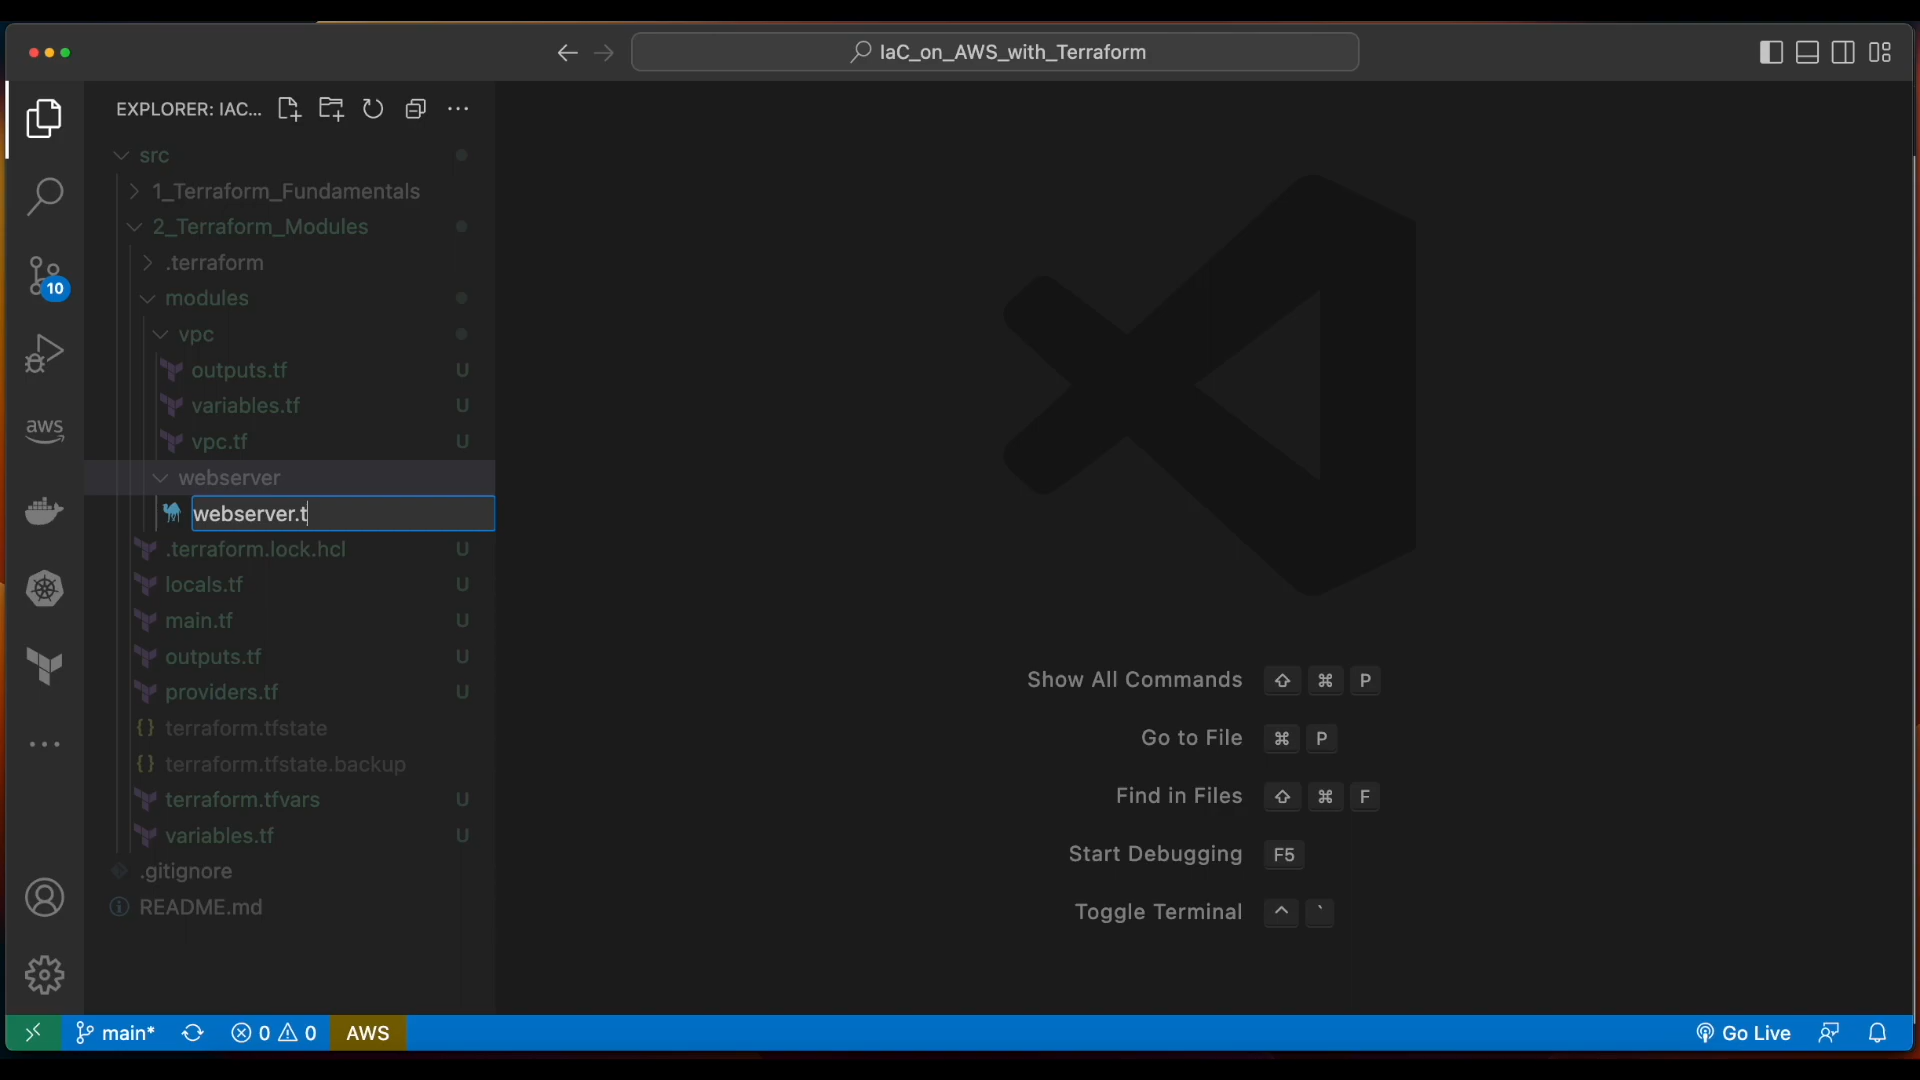 IaC_on_AWS_with_Terraform
EXPLORER: IAC...
src
1_Terraform_Fundamentals
2_Terraform_Modules
.terraform
modules
vpc
outputs.tf U
variables.tf U
vpc.tf U
webserver
webserver.t
.terraform.lock.hcl U
locals.tf U
main.tf U
outputs.tf U
providers.tf U
{} terraform.tfstate
{} terraform.tfstate.backup
terraform.tfvars U
variables.tf U
.gitignore
README.md
10
aws
Show All Commands ⇧ ⌘ P
Go to File ⌘ P
Find in Files ⇧ ⌘ F
Start Debugging F5
Toggle Terminal ^ `
main* 0 0 AWS Go Live